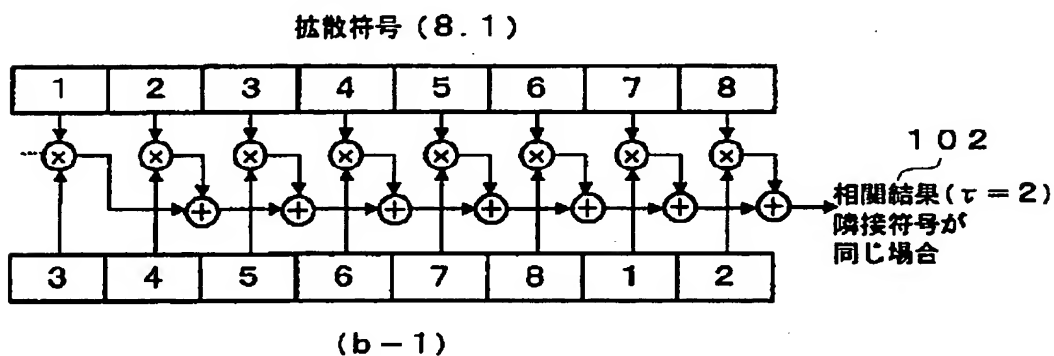 拡散符号(8.1)
1 2 3 4 5 6 7 8
102
相関結果(τ=2)
隣接符号が
同じ場合
3 4 5 6 7 8 1 2
(b-1)